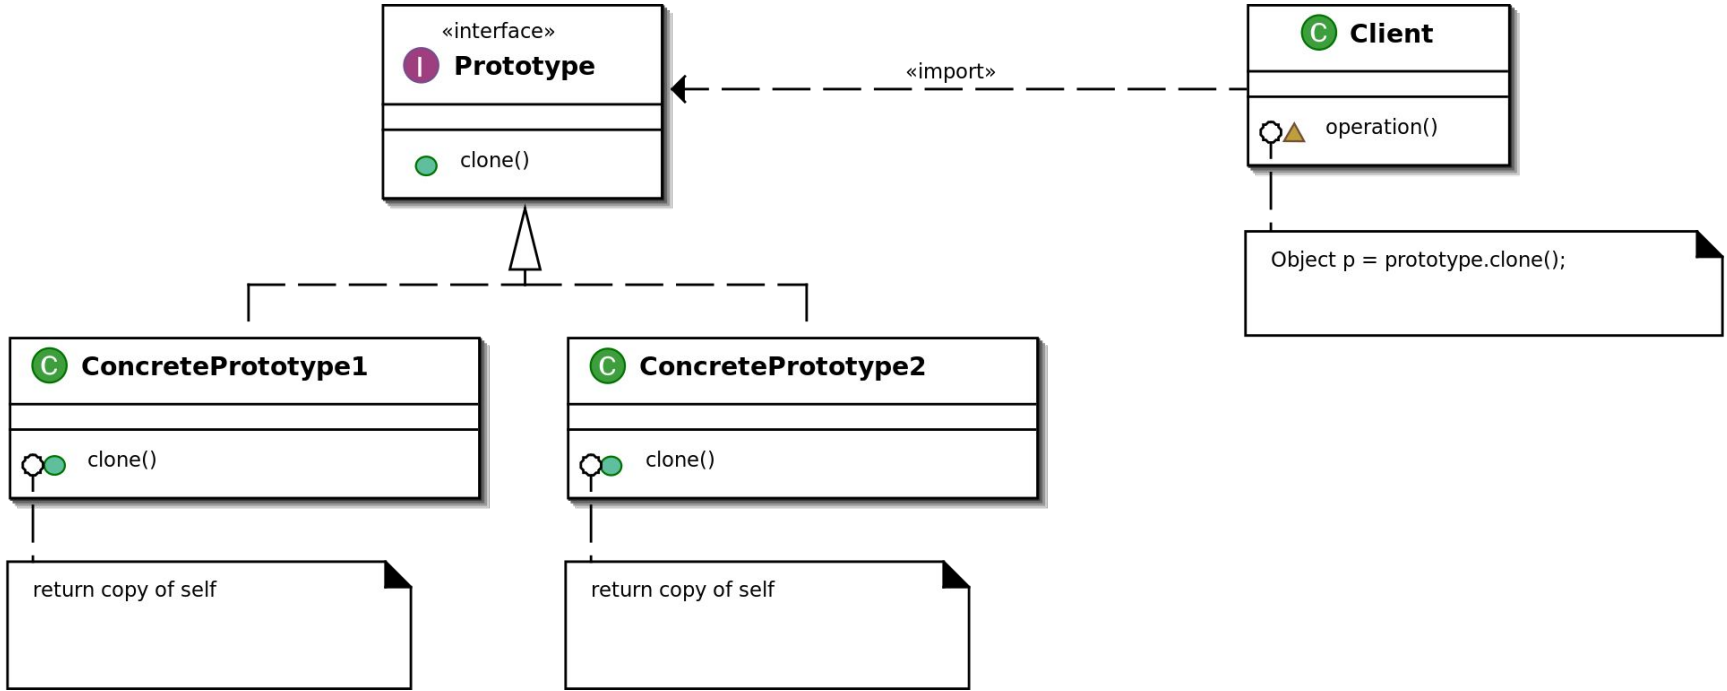 «interface»
I Prototype
clone()
«import»
C Client
operation()
Object p = prototype.clone();
C ConcretePrototype1
clone()
return copy of self
C ConcretePrototype2
clone()
return copy of self